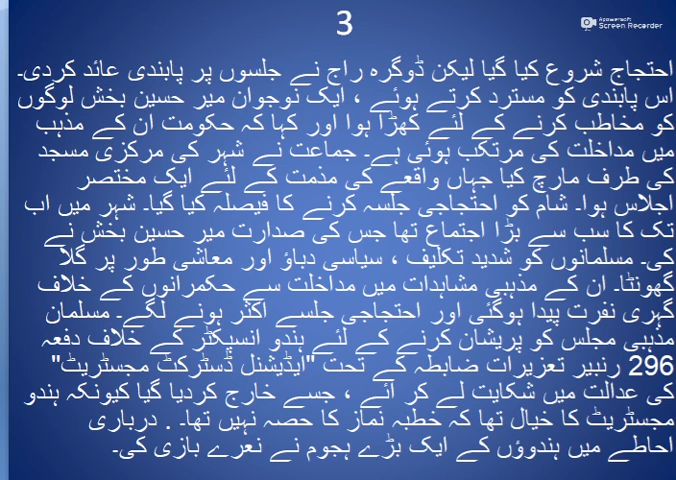 3
Apowersoft
Screen Recorder
احتجاج شروع کیا گیا لیکن ڈوگرہ راج نے جلسوں پر پابندی عائد کردی۔
اس پابندی کو مسترد کرتے ہوئے ، ایک نوجوان میر حسین بخش لوگوں
کو مخاطب کرنے کے لئے کھڑا ہوا اور کہا کہ حکومت ان کے مذہب
میں مداخلت کی مرتکب ہوئی ہے۔ جماعت نے شہر کی مرکزی مسجد
کی طرف مارچ کیا جہاں واقعے کی مذمت کے لئے ایک مختصر
اجلاس ہوا۔ شام کو احتجاجی جلسہ کرنے کا فیصلہ کیا گیا۔ شہر میں اب
تک کا سب سے بڑا اجتماع تھا جس کی صدارت میر حسین بخش نے
کی۔ مسلمانوں کو شدید تکلیف ، سیاسی دباؤ اور معاشی طور پر گلا
گھونٹا۔ ان کے مذہبی مشاہدات میں مداخلت سے حکمرانوں کے خلاف
گہری نفرت پیدا ہوگئی اور احتجاجی جلسے اکثر ہونے لگے۔ مسلمان
مذہبی مجلس کو پریشان کرنے کے لئے ہندو انسپکٹر کے خلاف دفعہ
296 رنبیر تعزیرات ضابطہ کے تحت "ایڈیشنل ڈسٹرکٹ مجسٹریٹ"
کی عدالت میں شکایت لے کر آئے ، جسے خارج کردیا گیا کیونکہ ہندو
مجسٹریٹ کا خیال تھا کہ خطبہ نماز کا حصہ نہیں تھا۔ . درباری
احاطے میں ہندوؤں کے ایک بڑے ہجوم نے نعرے بازی کی۔